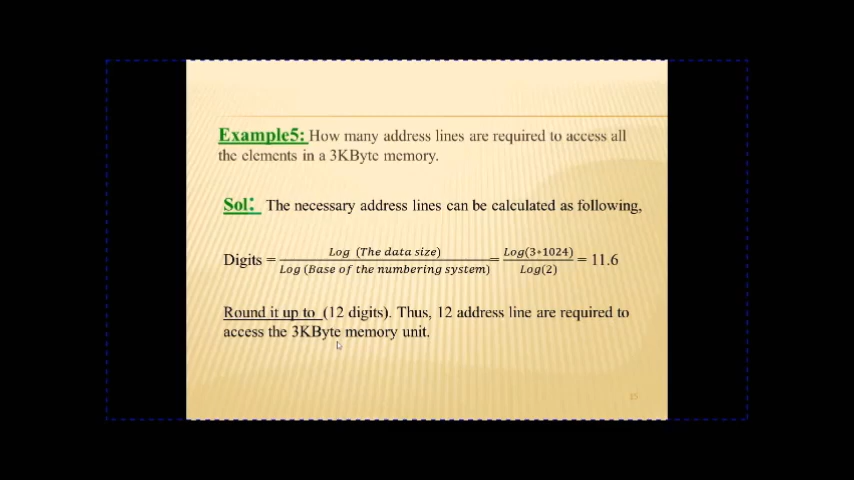 Example5: How many address lines are required to access all
the elements in a 3KByte memory.
Sol: The necessary address lines can be calculated as following,
Digits = Log (The data size) / Log (Base of the numbering system) = Log(3*1024) / Log(2) = 11.6
Round it up to (12 digits). Thus, 12 address line are required to
access the 3KByte memory unit.
15